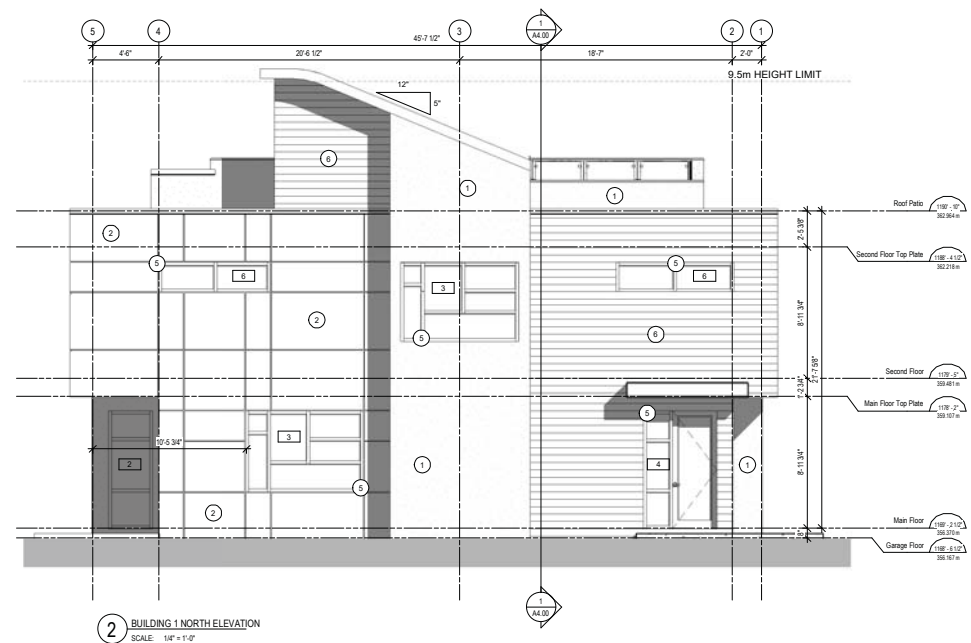 1
A4.00
5
4
3
2
1
45'-7 1/2"
4'-6"
20'-6 1/2"
18'-7"
2'-0"
9.5m HEIGHT LIMIT
12"
5"
6
1
1
Roof Patio
1190' - 10"
362.964 m
2
2'-5 3/8"
Second Floor Top Plate
1188' - 4 1/2"
362.218 m
5
6
5
6
3
2
5
6
8'-11 3/4"
21'-7 5/8"
Second Floor
1179' - 5"
359.481 m
1'-2 3/4"
Main Floor Top Plate
1178' - 2"
359.107 m
5
10'-5 3/4"
3
2
1
4
1
8'-11 3/4"
5
2
Main Floor
1169' - 2 1/2"
356.370 m
8"
Garage Floor
1168' - 6 1/2"
356.167 m
1
A4.00
2
BUILDING 1 NORTH ELEVATION
SCALE: 1/4" = 1'-0"